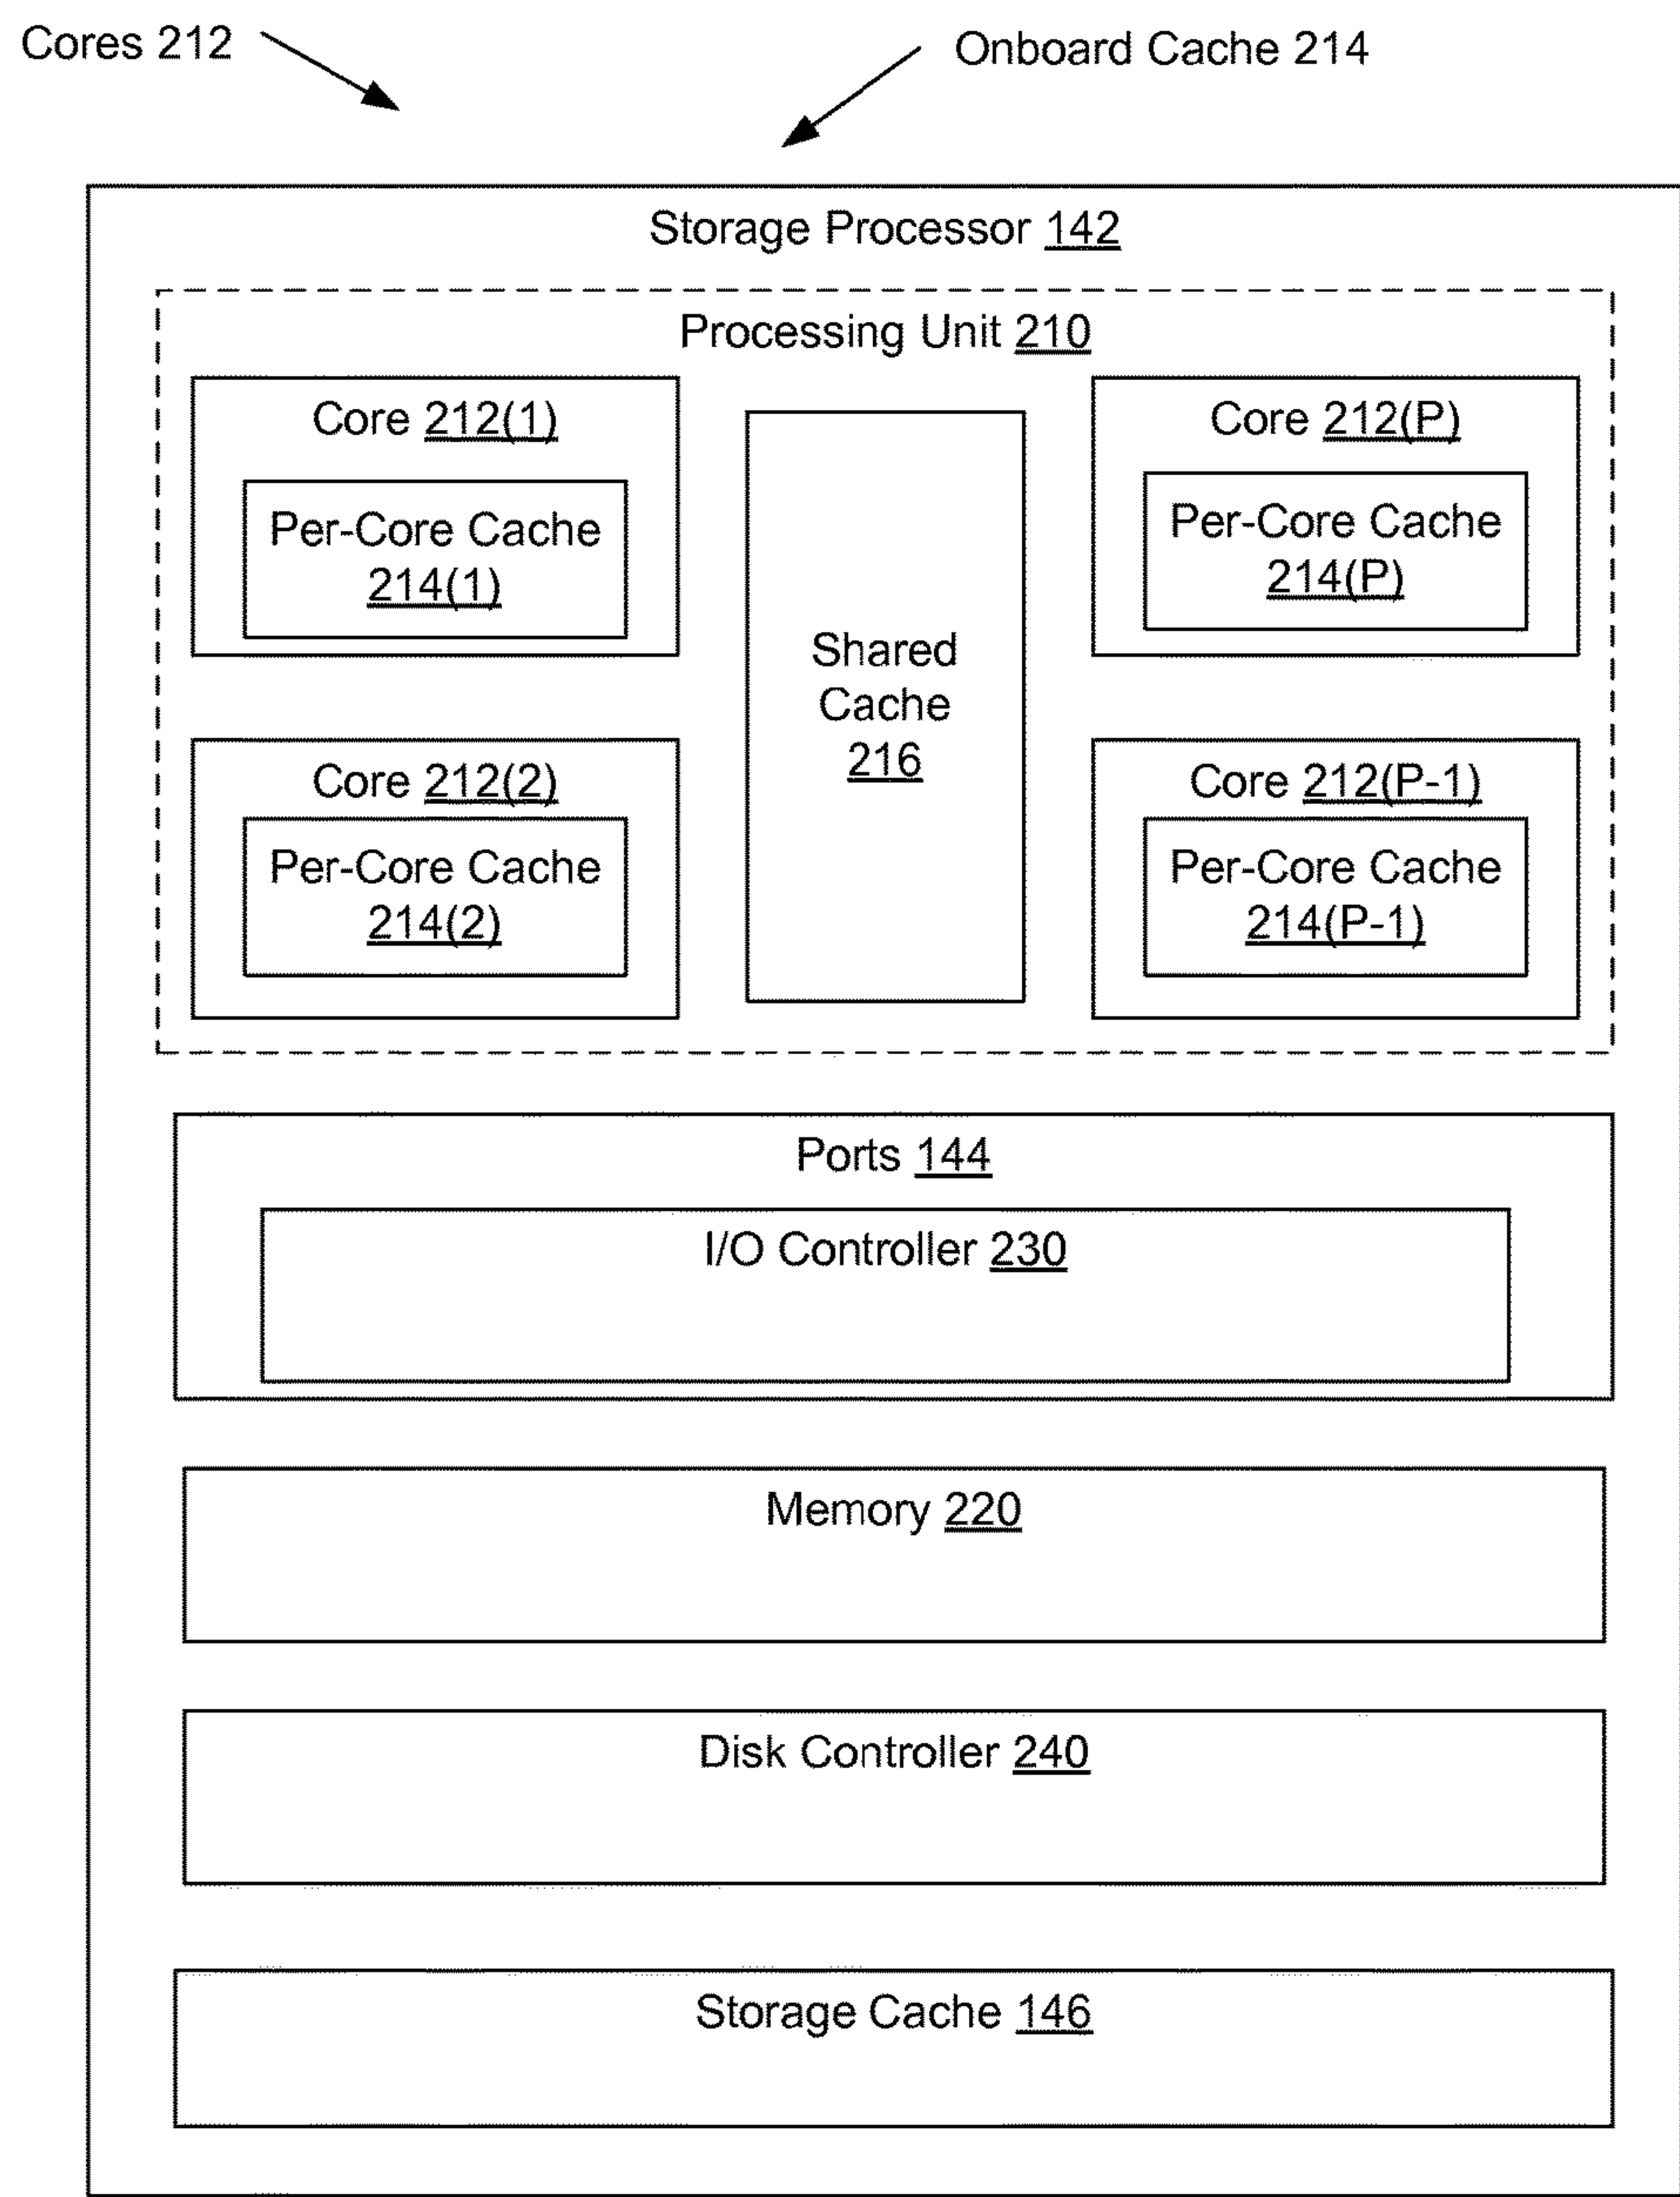 Cores 212
Onboard Cache 214
Storage Processor 142
Processing Unit 210
Core 212(1)
Per-Core Cache
214(1)
Core 212(P)
Per-Core Cache
214(P)
Shared
Cache
216
Core 212(2)
Per-Core Cache
214(2)
Core 212(P-1)
Per-Core Cache
214(P-1)
Ports 144
I/O Controller 230
Memory 220
Disk Controller 240
Storage Cache 146